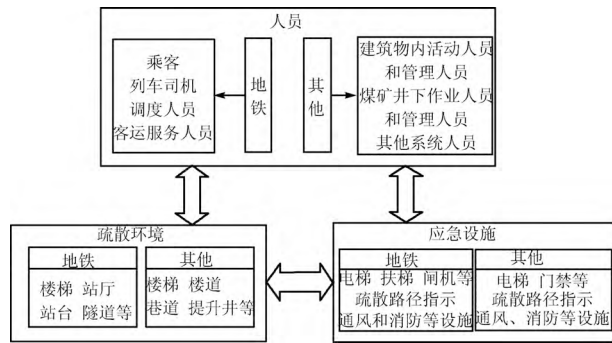 人员
乘客
列车司机
调度人员
客运服务人员
地铁
其他
建筑物内活动人员
和管理人员
煤矿井下作业人员
和管理人员
其他系统人员
疏散环境
地铁
楼梯 站厅
站台 隧道等
其他
楼梯 楼道
巷道 提升井等
应急设施
地铁
电梯 扶梯 闸机等
疏散路径指示
通风和消防等设施
其他
电梯 门禁等
疏散路径指示
通风、消防等设施